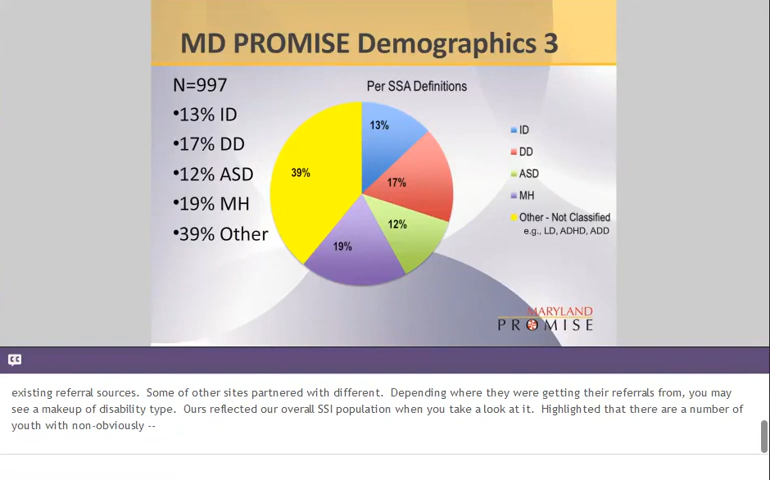 MD PROMISE Demographics 3
N=997
•13% ID
•17% DD
•12% ASD
•19% MH
•39% Other
Per SSA Definitions
13%
17%
12%
19%
39%
ID
DD
ASD
MH
Other - Not Classified
e.g., LD, ADHD, ADD
MARYLAND
PROMISE
CC
existing referral sources. Some of other sites partnered with different. Depending where they were getting their referrals from, you may
see a makeup of disability type. Ours reflected our overall SSI population when you take a look at it. Highlighted that there are a number of
youth with non-obviously --